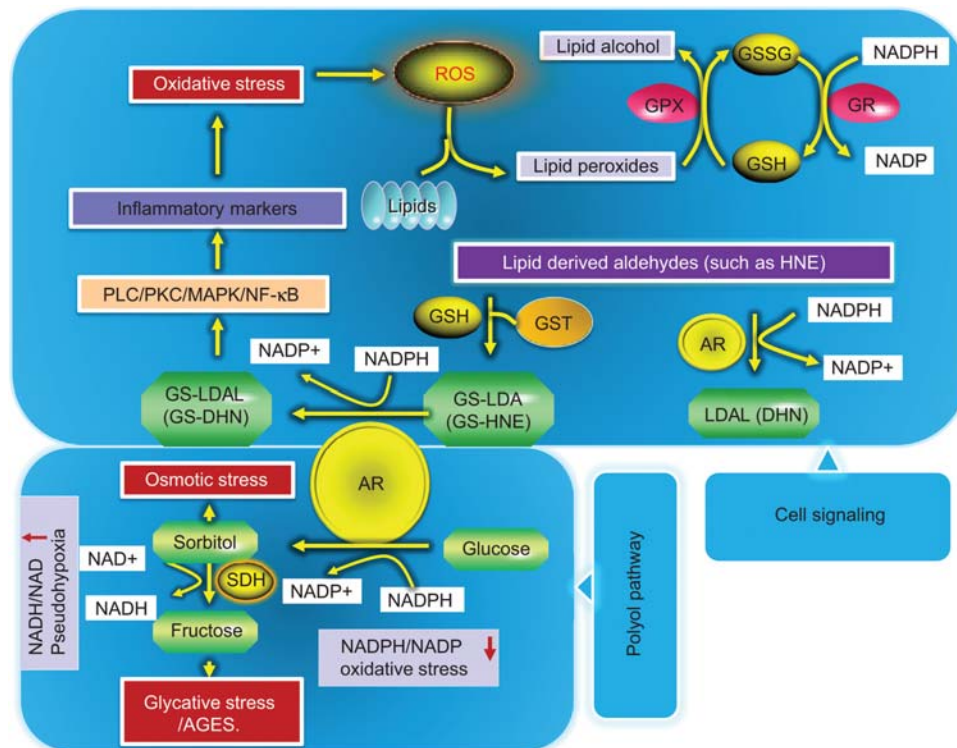 Lipid alcohol
GSSG
NADPH
Oxidative stress
ROS
GPX
GR
Lipid peroxides
GSH
NADP
Inflammatory markers
Lipids
Lipid derived aldehydes (such as HNE)
PLC/PKC/MAPK/NF-κB
GSH
GST
NADPH
AR
NADP+
NADPH
NADP+
GS-LDAL
(GS-DHN)
GS-LDA
(GS-HNE)
LDAL (DHN)
AR
Osmotic stress
Sorbitol
Glucose
NAD+
SDH
NADP+
NADPH
NADH
Fructose
NADH/NAD
Pseudohypoxia
NADPH/NADP
oxidative stress
Glycative stress
/AGES.
Polyol pathway
Cell signaling